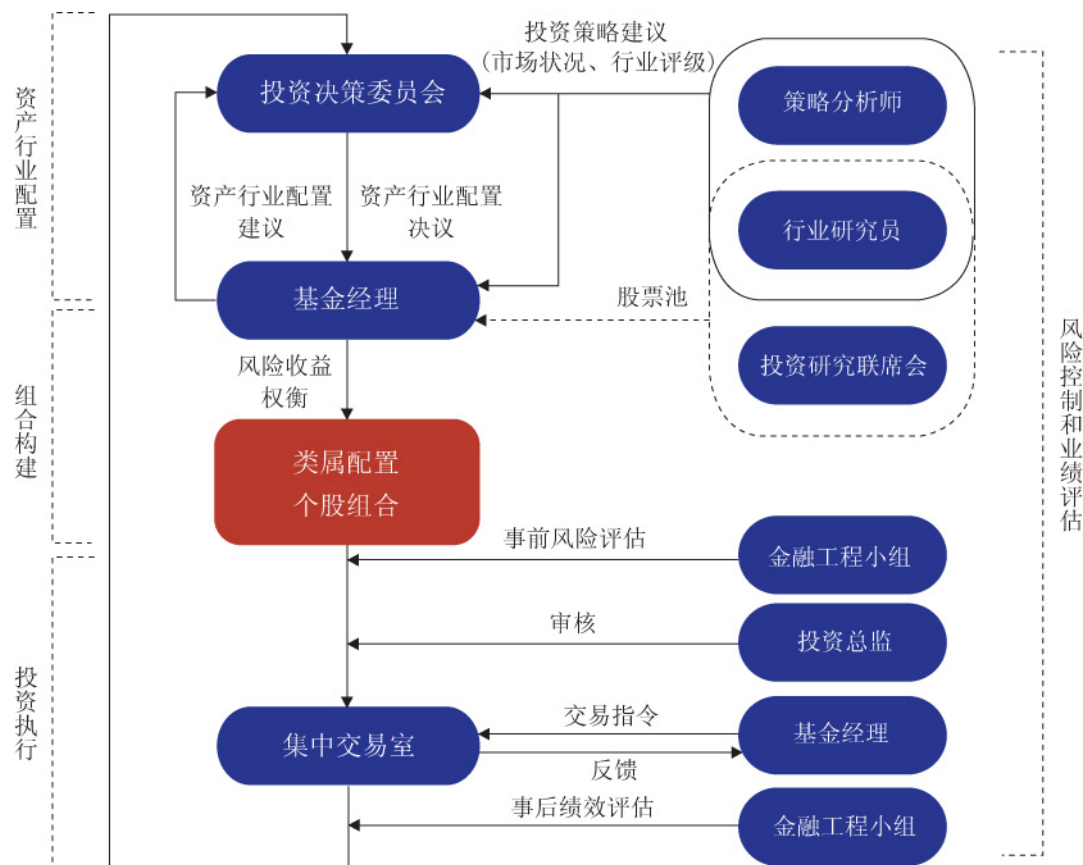 投资策略建议
（市场状况、行业评级）
投资决策委员会
策略分析师
资产行业配置
资产行业配置
建议
资产行业配置
决议
行业研究员
基金经理
股票池
投资研究联席会
风险收益
权衡
组合构建
类属配置
个股组合
风险控制和业绩评估
事前风险评估
金融工程小组
审核
投资总监
投资执行
集中交易室
交易指令
反馈
基金经理
事后绩效评估
金融工程小组